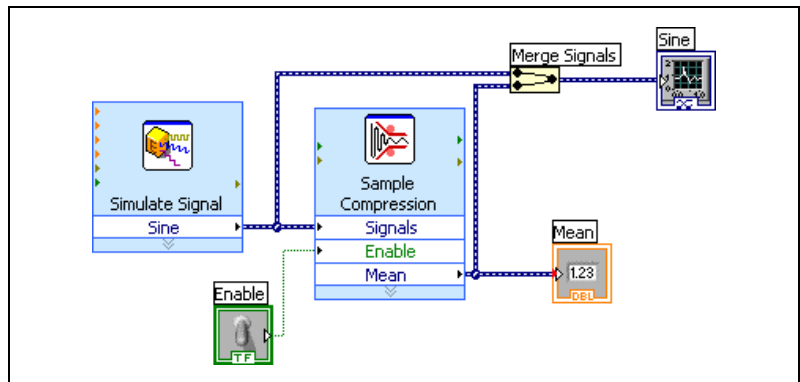 Sine
Merge Signals
Simulate Signal
Sine
Sample
Compression
Signals
Enable
Mean
Mean
1.23
DBL
Enable
TF